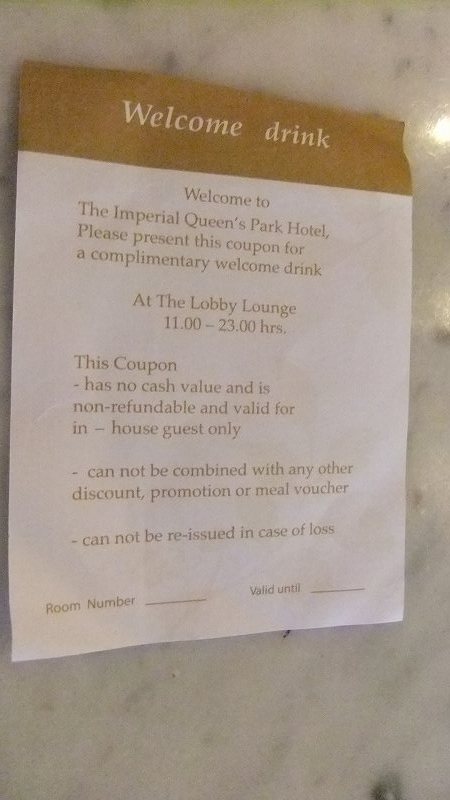 Welcome drink
Welcome to
The Imperial Queen's Park Hotel,
Please present this coupon for
a complimentary welcome drink
At The Lobby Lounge
11.00 – 23.00 hrs.
This Coupon
- has no cash value and is
non-refundable and valid for
in – house guest only
- can not be combined with any other
discount, promotion or meal voucher
- can not be re-issued in case of loss
Room Number ________ Valid until ________